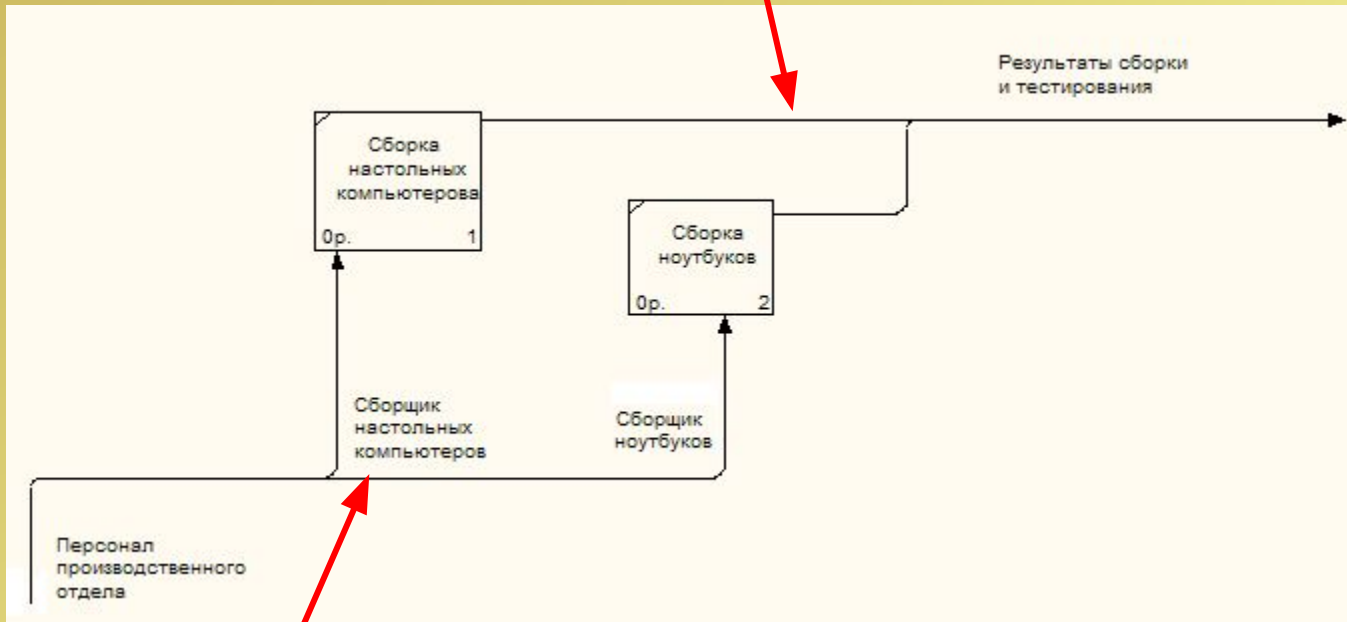 Результаты сборки
и тестирования
Сборка
настольных
компьютерова
0р. 1
Сборка
ноутбуков
0р. 2
Сборщик
настольных
компьютеров
Сборщик
ноутбуков
Персонал
производственного
отдела